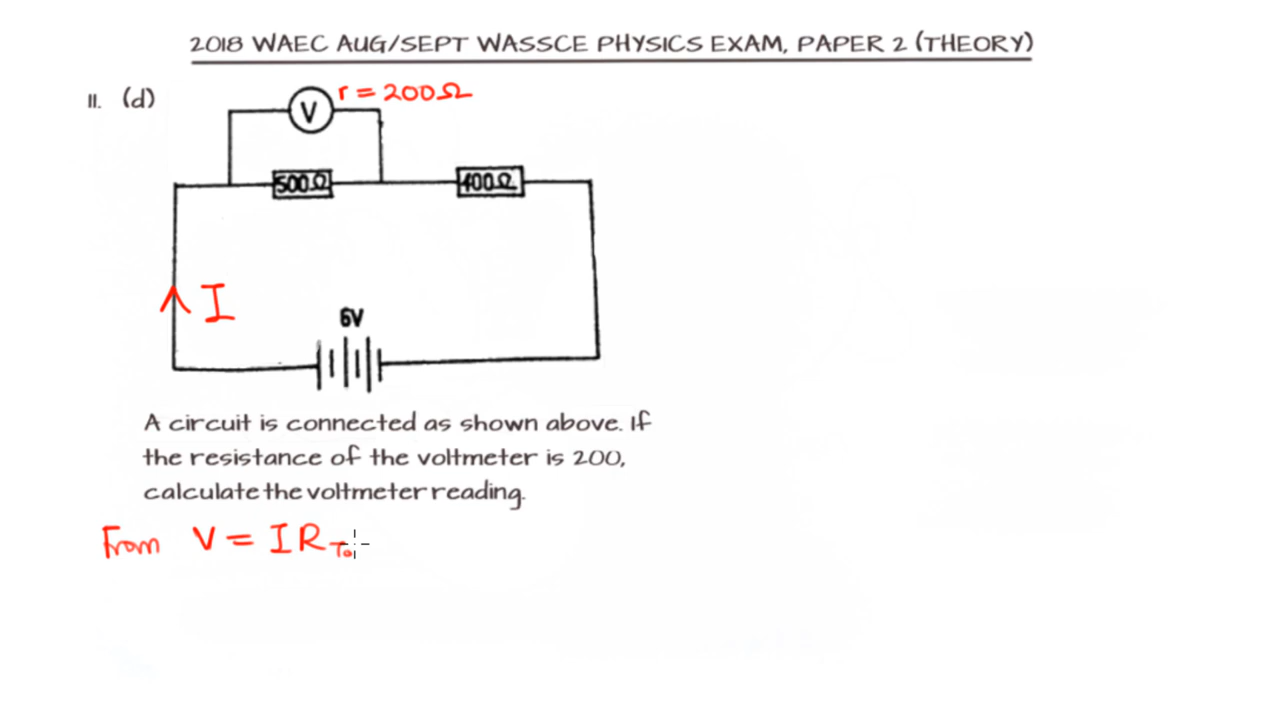 2018 WAEC AUG/SEPT WASSCE PHYSICS EXAM, PAPER 2 (THEORY)
11. (d)
V r = 200Ω
500Ω 400Ω
I
6V
A circuit is connected as shown above. If
the resistance of the voltmeter is 200,
calculate the voltmeter reading.
From V = IR To